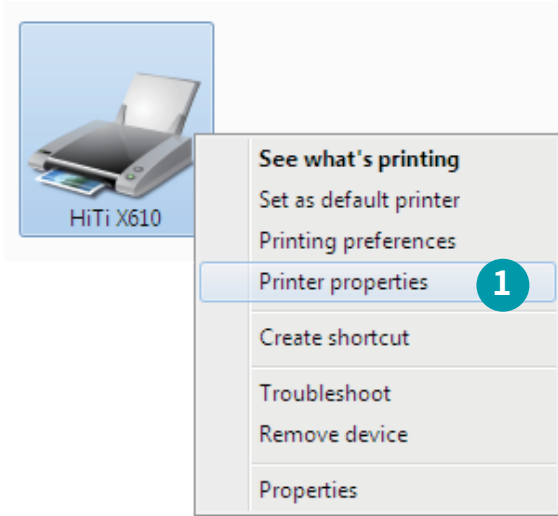 HiTi X610
See what's printing
Set as default printer
Printing preferences
Printer properties 1
Create shortcut
Troubleshoot
Remove device
Properties